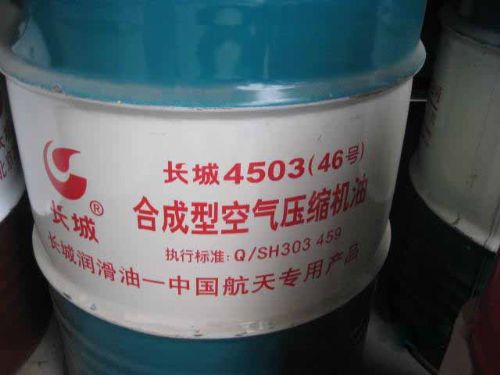 长城®
长城4503(46号)
合成型空气压缩机油
执行标准: Q/SH303 459
长城润滑油—中国航天专用产品